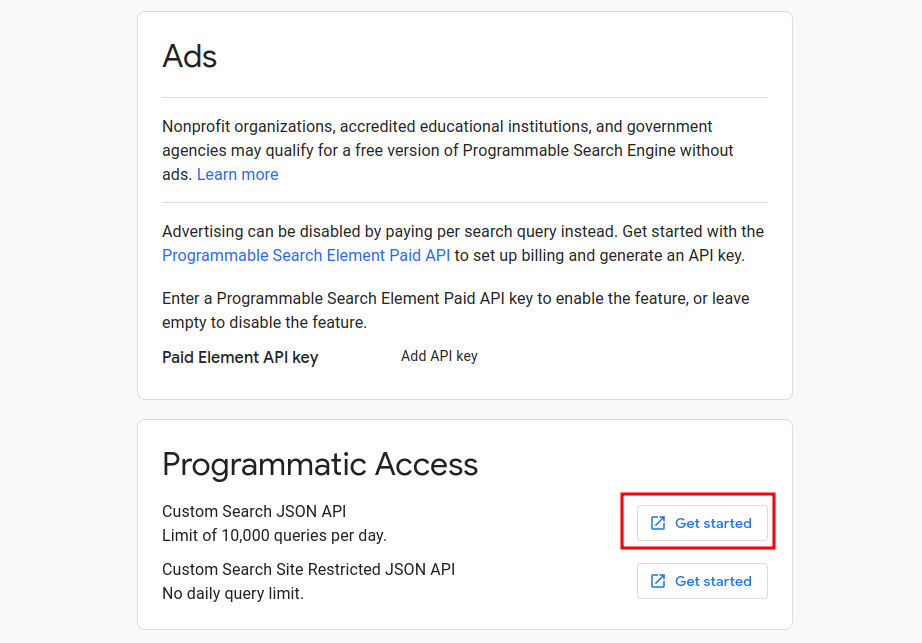 Ads
Nonprofit organizations, accredited educational institutions, and government
agencies may qualify for a free version of Programmable Search Engine without
ads. Learn more
Advertising can be disabled by paying per search query instead. Get started with the
Programmable Search Element Paid API to set up billing and generate an API key.
Enter a Programmable Search Element Paid API key to enable the feature, or leave
empty to disable the feature.
Paid Element API key Add API key
Programmatic Access
Custom Search JSON API
Limit of 10,000 queries per day.
Get started
Custom Search Site Restricted JSON API
No daily query limit.
Get started